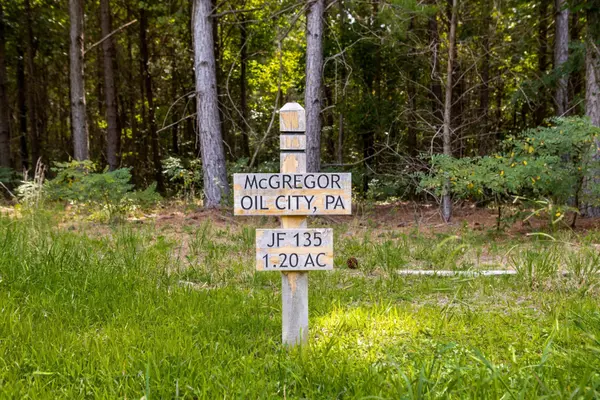 McGREGOR
OIL CITY, PA
JF 135
1.20 AC